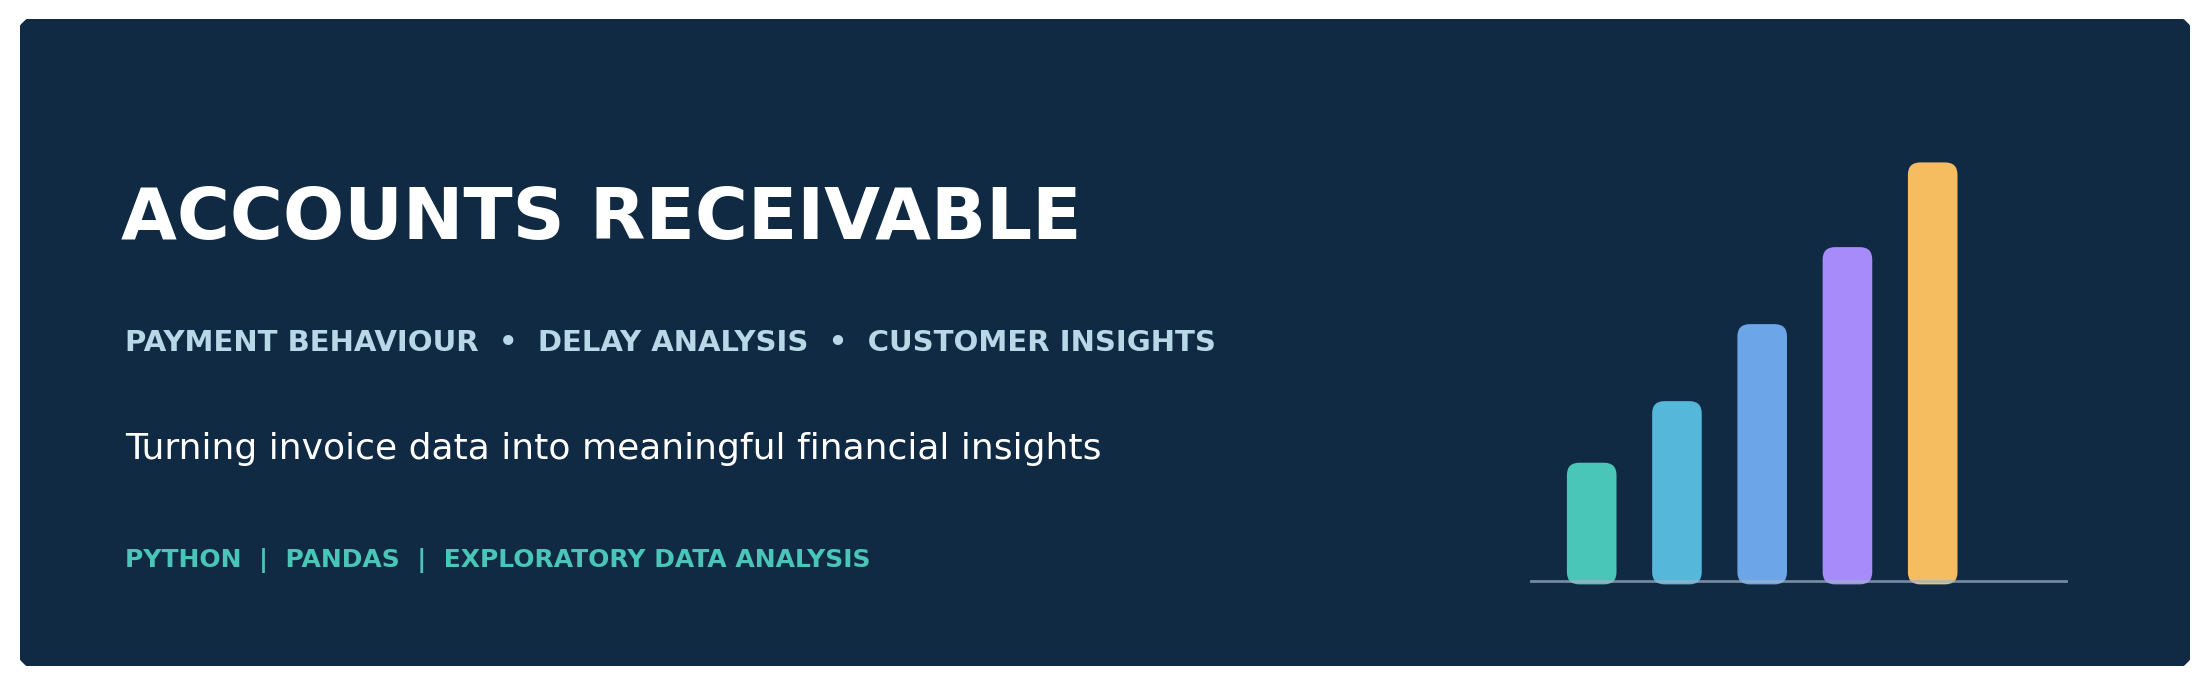 ACCOUNTS RECEIVABLE
PAYMENT BEHAVIOUR • DELAY ANALYSIS • CUSTOMER INSIGHTS
Turning invoice data into meaningful financial insights
PYTHON | PANDAS | EXPLORATORY DATA ANALYSIS